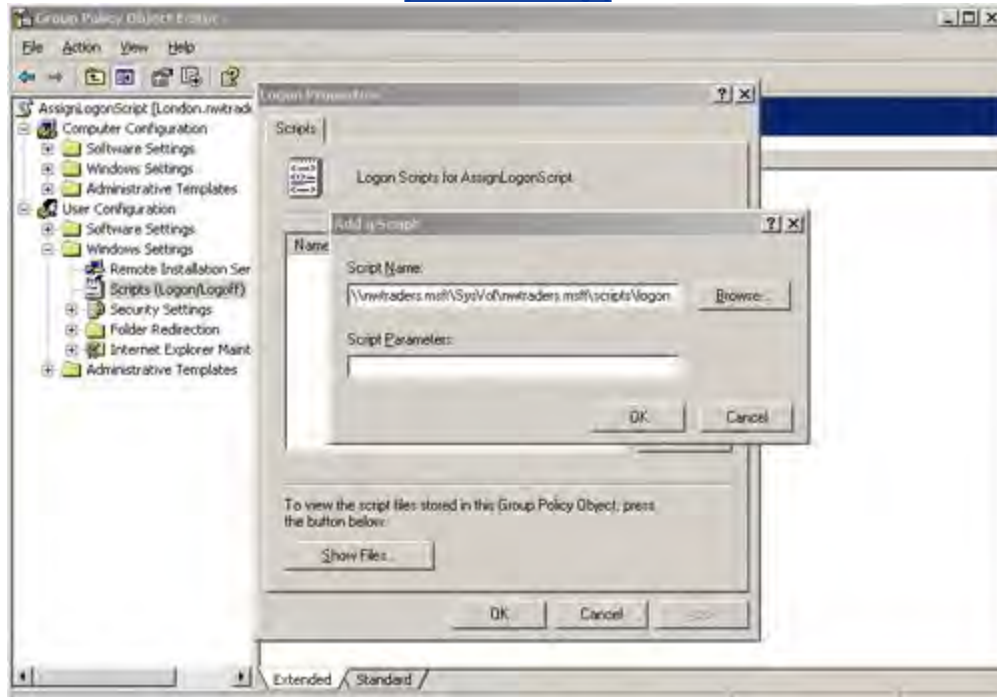 Group Policy Object Editor
File Action View Help
AssignLogonScript [London.nwtrade
Computer Configuration
Software Settings
Windows Settings
Administrative Templates
User Configuration
Software Settings
Windows Settings
Remote Installation Ser
Scripts (Logon/Logoff)
Security Settings
Folder Redirection
Internet Explorer Maint
Administrative Templates
Logon Properties
Scripts
Logon Scripts for AssignLogonScript
Name
Add a Script
Script Name:
\\nwtraders.msft\SysVol\nwtraders.msft\scripts\logon
Browse...
Script Parameters:
OK Cancel
To view the script files stored in this Group Policy Object, press
the button below.
Show Files...
OK Cancel
Extended Standard